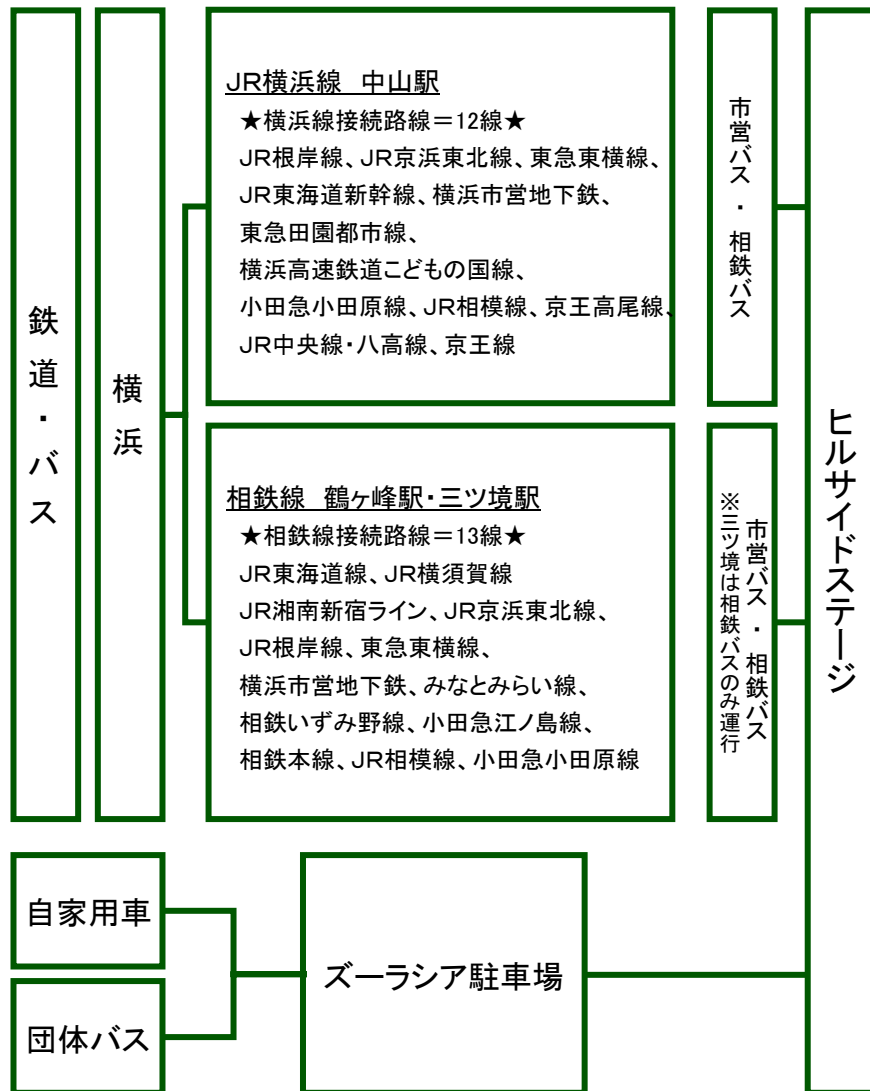 鉄道・バス
横浜
JR横浜線 中山駅
★横浜線接続路線=12線★
JR根岸線、JR京浜東北線、東急東横線、
JR東海道新幹線、横浜市営地下鉄、
東急田園都市線、
横浜高速鉄道こどもの国線、
小田急小田原線、JR相模線、京王高尾線、
JR中央線・八高線、京王線
市営バス・相鉄バス
相鉄線 鶴ヶ峰駅・三ツ境駅
★相鉄線接続路線=13線★
JR東海道線、JR横須賀線
JR湘南新宿ライン、JR京浜東北線、
JR根岸線、東急東横線、
横浜市営地下鉄、みなとみらい線、
相鉄いずみ野線、小田急江ノ島線、
相鉄本線、JR相模線、小田急小田原線
市営バス・相鉄バス
※三ツ境は相鉄バスのみ運行
ヒルサイドステージ
自家用車
団体バス
ズーラシア駐車場